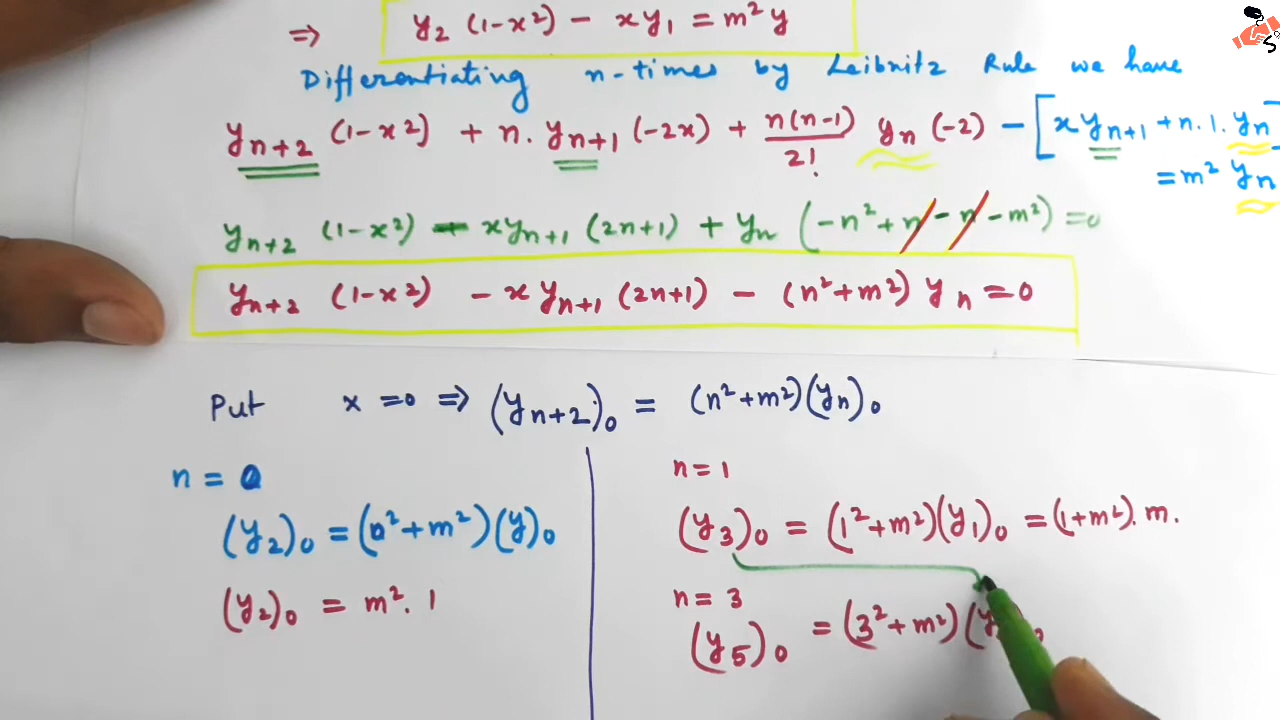 ⇒ y₂ (1-x²) - xy₁ = m²y
Differentiating n-times by Leibnitz Rule we have
yₙ₊₂ (1-x²) + n. yₙ₊₁ (-2x) + n(n-1)/2! yₙ (-2) - [xyₙ₊₁ + n.1. yₙ]
= m² yₙ
yₙ₊₂ (1-x²) - xyₙ₊₁ (2n+1) + yₙ (-n² + n - n - m²) = 0
yₙ₊₂ (1-x²) - x yₙ₊₁ (2n+1) - (n²+m²) yₙ = 0
Put x = 0 ⇒ (yₙ₊₂)₀ = (n²+m²)(yₙ)₀
n = 0
(y₂)₀ = (0²+m²)(y)₀
(y₂)₀ = m². 1
n = 1
(y₃)₀ = (1²+m²)(y₁)₀ = (1+m²). m.
n = 3
(y₅)₀ = (3²+m²)(y